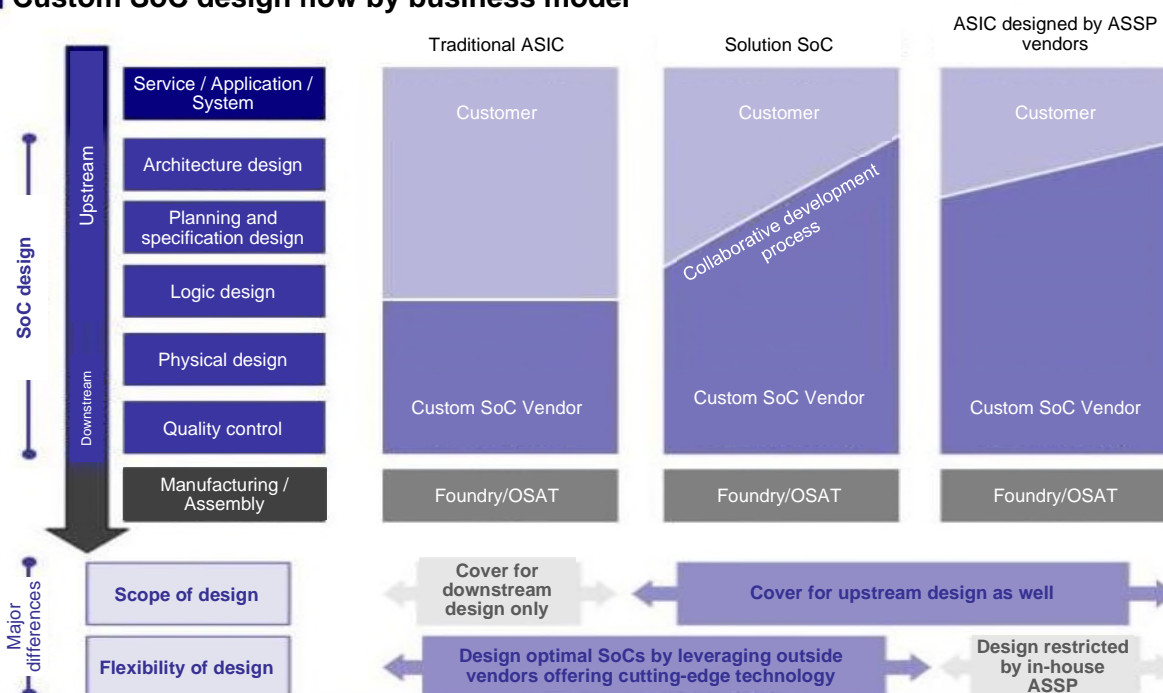 Custom SoC design flow by business model
Traditional ASIC
Solution SoC
ASIC designed by ASSP
vendors
Service / Application /
System
Architecture design
Planning and
specification design
Logic design
Physical design
Quality control
Manufacturing /
Assembly
SoC design
Upstream
Downstream
Customer
Custom SoC Vendor
Foundry/OSAT
Customer
Collaborative development
process
Custom SoC Vendor
Foundry/OSAT
Customer
Custom SoC Vendor
Foundry/OSAT
Major
differences
Scope of design
Cover for
downstream
design only
Cover for upstream design as well
Flexibility of design
Design optimal SoCs by leveraging outside
vendors offering cutting-edge technology
Design restricted
by in-house
ASSP